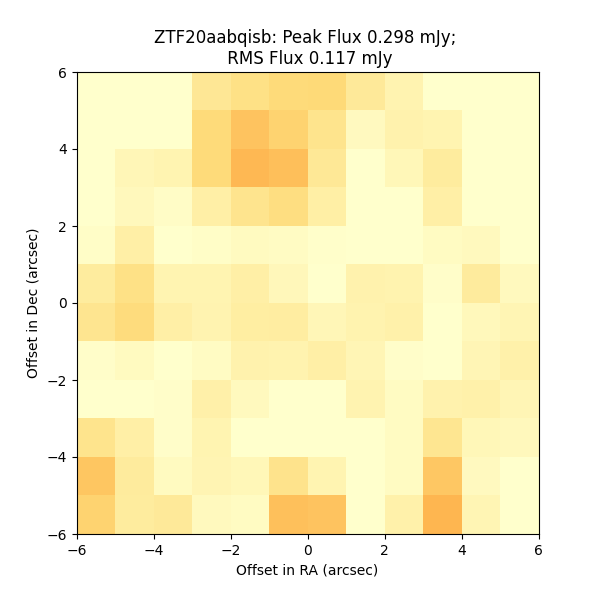 ZTF20aabqisb: Peak Flux 0.298 mJy;
RMS Flux 0.117 mJy
6
4
2
0
−2
−4
−6
Offset in Dec (arcsec)
−6 −4 −2 0 2 4 6
Offset in RA (arcsec)